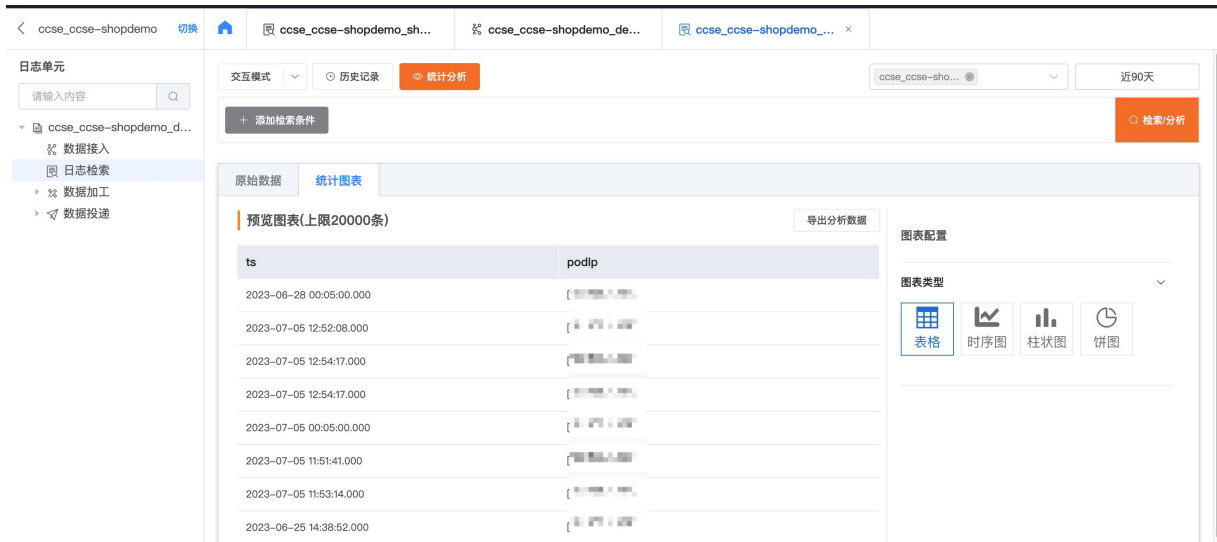 ccse_ccse-shopdemo 切换
ccse_ccse-shopdemo_sh...
ccse_ccse-shopdemo_de...
ccse_ccse-shopdemo_... ×
日志单元
请输入内容
ccse_ccse-shopdemo_d...
数据接入
日志检索
数据加工
数据投递
交互模式
历史记录
统计分析
ccse_ccse-sho...
近90天
+ 添加检索条件
检索/分析
原始数据 统计图表
预览图表(上限20000条)
导出分析数据
ts podIp
2023-06-28 00:05:00.000 [
2023-07-05 12:52:08.000 [
2023-07-05 12:54:17.000 [
2023-07-05 12:54:17.000 [
2023-07-05 00:05:00.000 [
2023-07-05 11:51:41.000 [
2023-07-05 11:53:14.000 [
2023-06-25 14:38:52.000 [
图表配置
图表类型
表格 时序图 柱状图 饼图